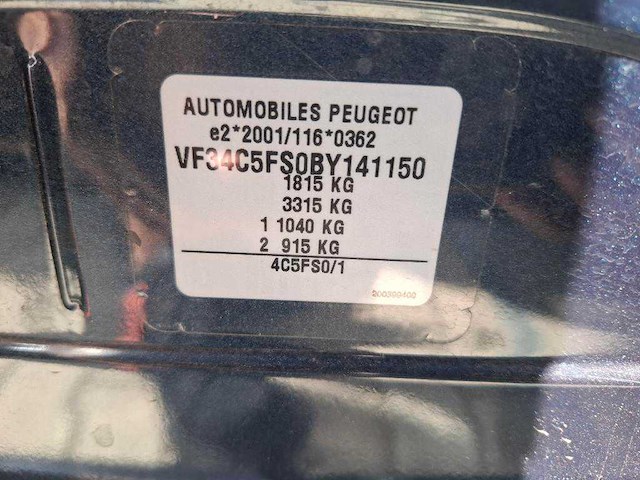 AUTOMOBILES PEUGEOT
e2*2001/116*0362
VF34C5FS0BY141150
1815 KG
3315 KG
1 1040 KG
2 915 KG
4C5FS0/1